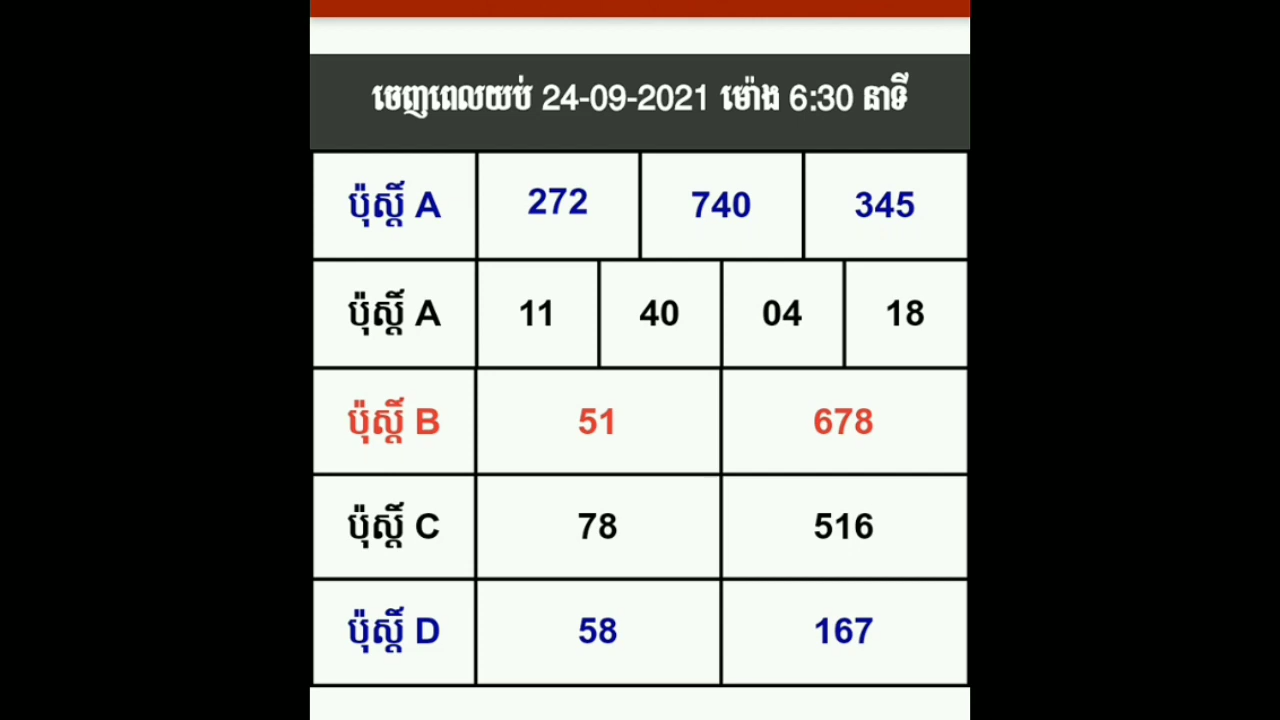 ចេញពេលយប់ 24-09-2021 ម៉ោង 6:30 នាទី
ប៉ុស្តិ៍ A 272 740 345
ប៉ុស្តិ៍ A 11 40 04 18
ប៉ុស្តិ៍ B 51 678
ប៉ុស្តិ៍ C 78 516
ប៉ុស្តិ៍ D 58 167